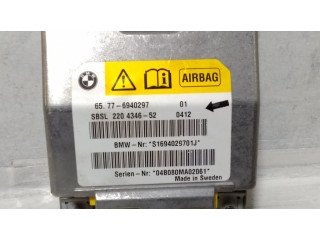 BMW
AIRBAG
65. 77-6940297 01
SBSL 220 4346-52 0412
BMW-Nr: "S1694029701J"
Serien-Nr: "04B080MA02061"
Made in Sweden